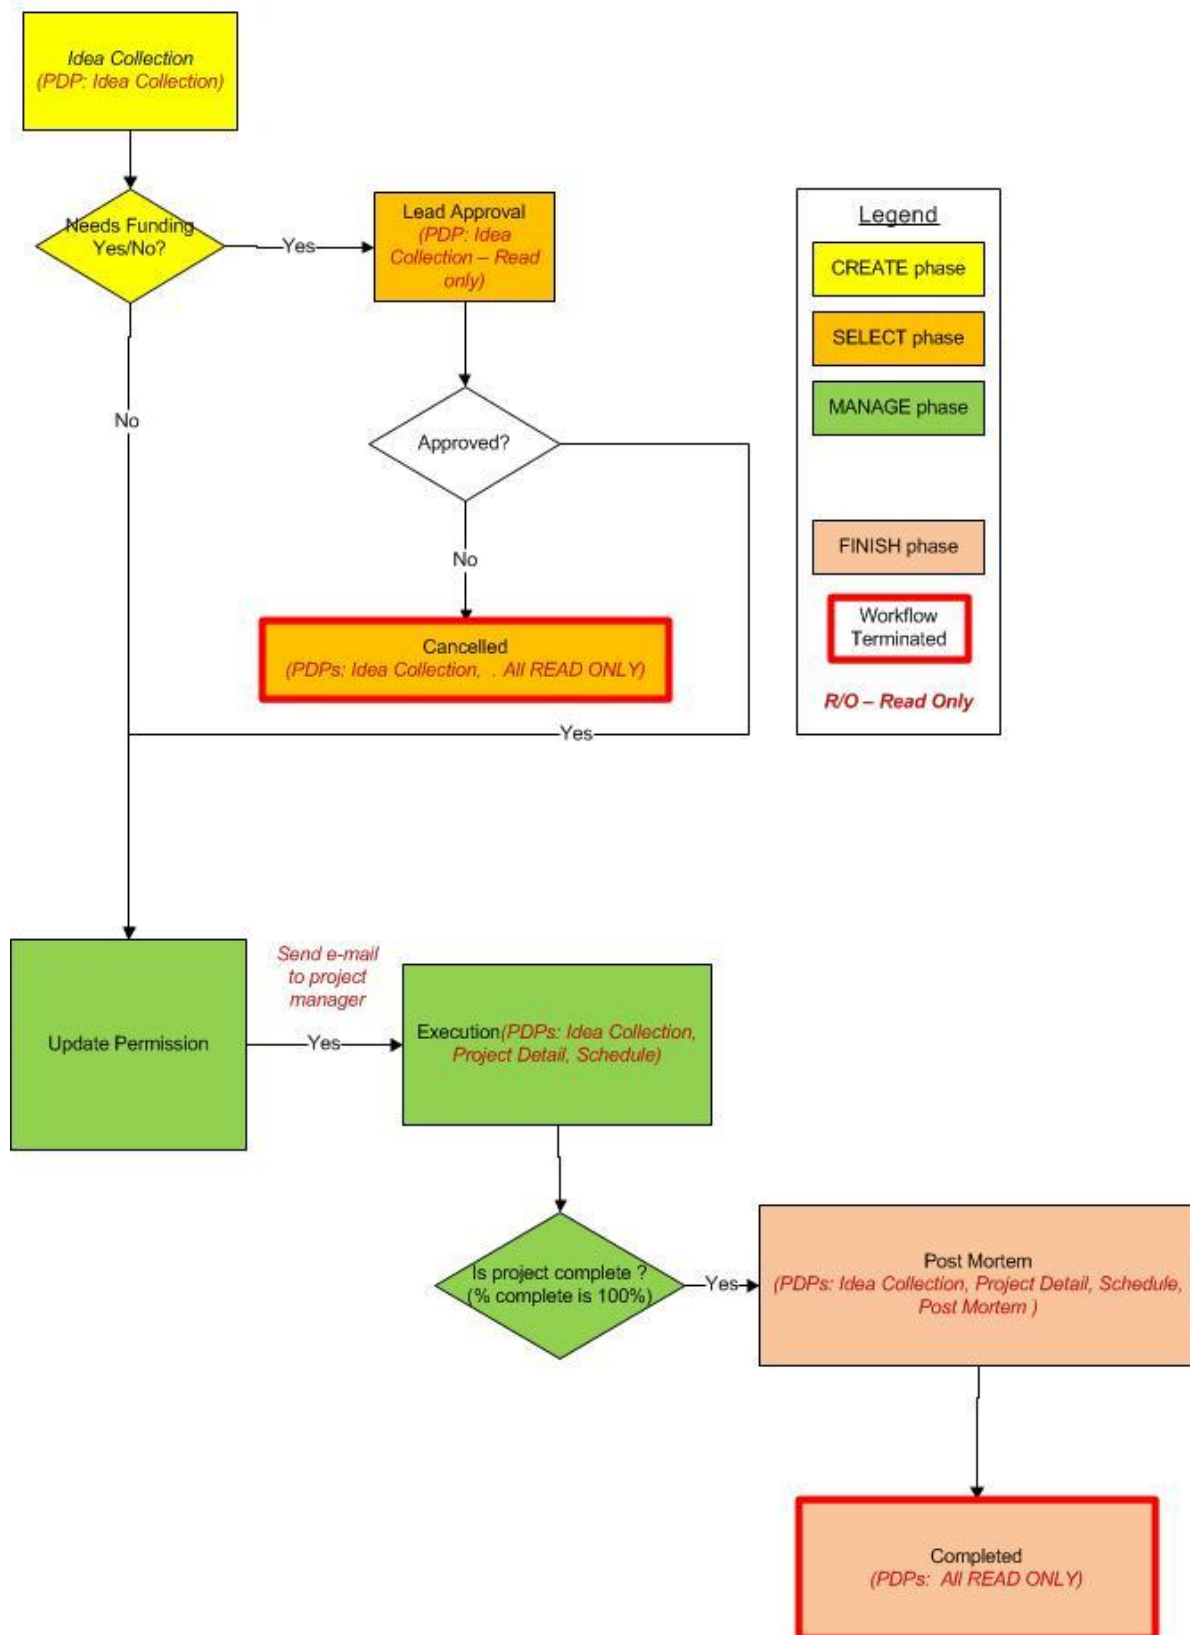 Idea Collection
(PDP: Idea Collection)
Needs Funding
Yes/No?
Yes
Lead Approval
(PDP: Idea
Collection – Read
only)
Legend
CREATE phase
SELECT phase
MANAGE phase
FINISH phase
Workflow
Terminated
R/O – Read Only
No
Approved?
No
Cancelled
(PDPs: Idea Collection,  . All READ ONLY)
Yes
Update Permission
Send e-mail
to project
manager
Yes
Execution(PDPs: Idea Collection,
Project Detail, Schedule)
Is project complete ?
(% complete is 100%)
Yes
Post Mortem
(PDPs: Idea Collection, Project Detail, Schedule,
Post Mortem )
Completed
(PDPs:  All READ ONLY)